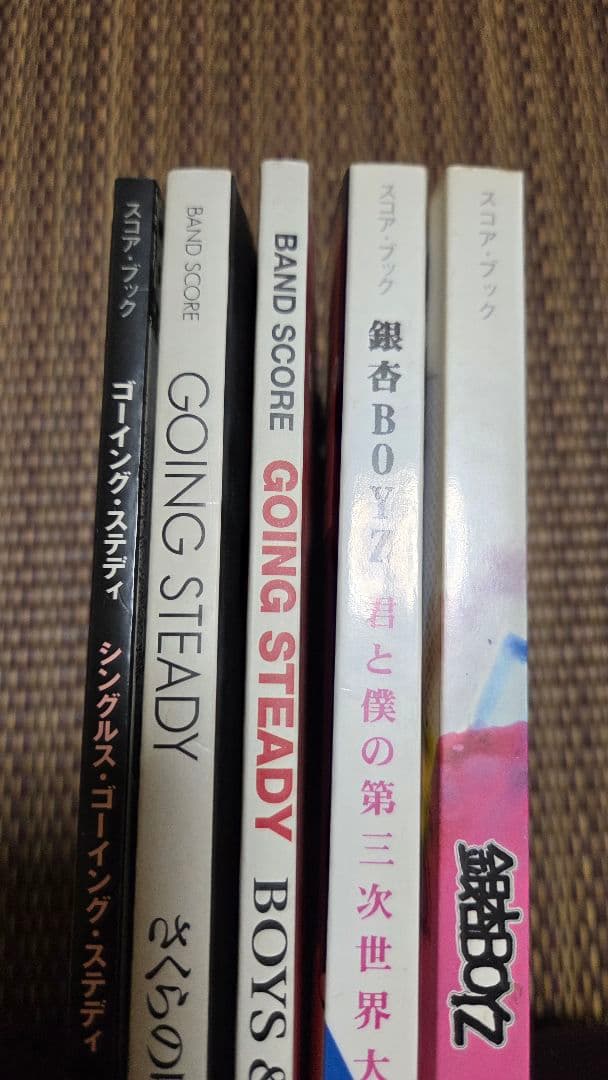 スコア・ブック ゴーイング・ステディ シングルス・ゴーイング・ステディ
BAND SCORE GOING STEADY さくらの
BAND SCORE GOING STEADY BOYS &
スコア・ブック 銀杏BOYZ 君と僕の第三次世界大
スコア・ブック 銀杏BOYZ